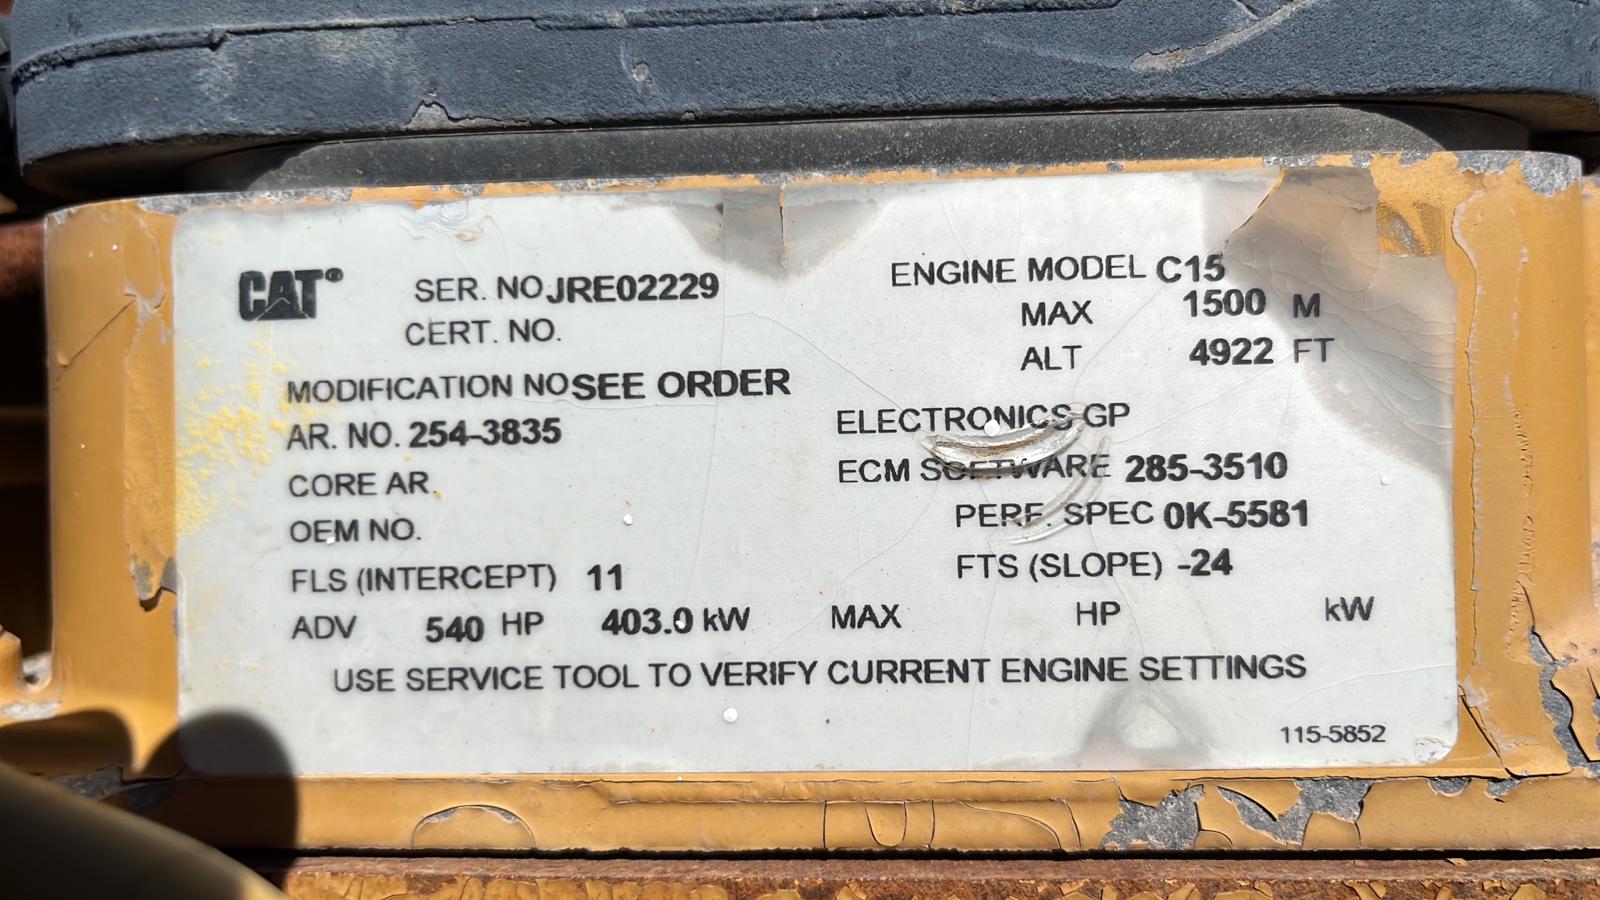 CAT SER. NO. JRE02229 ENGINE MODEL C15
CERT. NO. MAX 1500 M
ALT 4922 FT
MODIFICATION NO SEE ORDER
AR. NO. 254-3835 ELECTRONICS GP
CORE AR. ECM SOFTWARE 285-3510
OEM NO. PERF. SPEC 0K-5581
FLS (INTERCEPT) 11 FTS (SLOPE) -24
ADV 540 HP 403.0 kW MAX HP kW
USE SERVICE TOOL TO VERIFY CURRENT ENGINE SETTINGS
115-5852